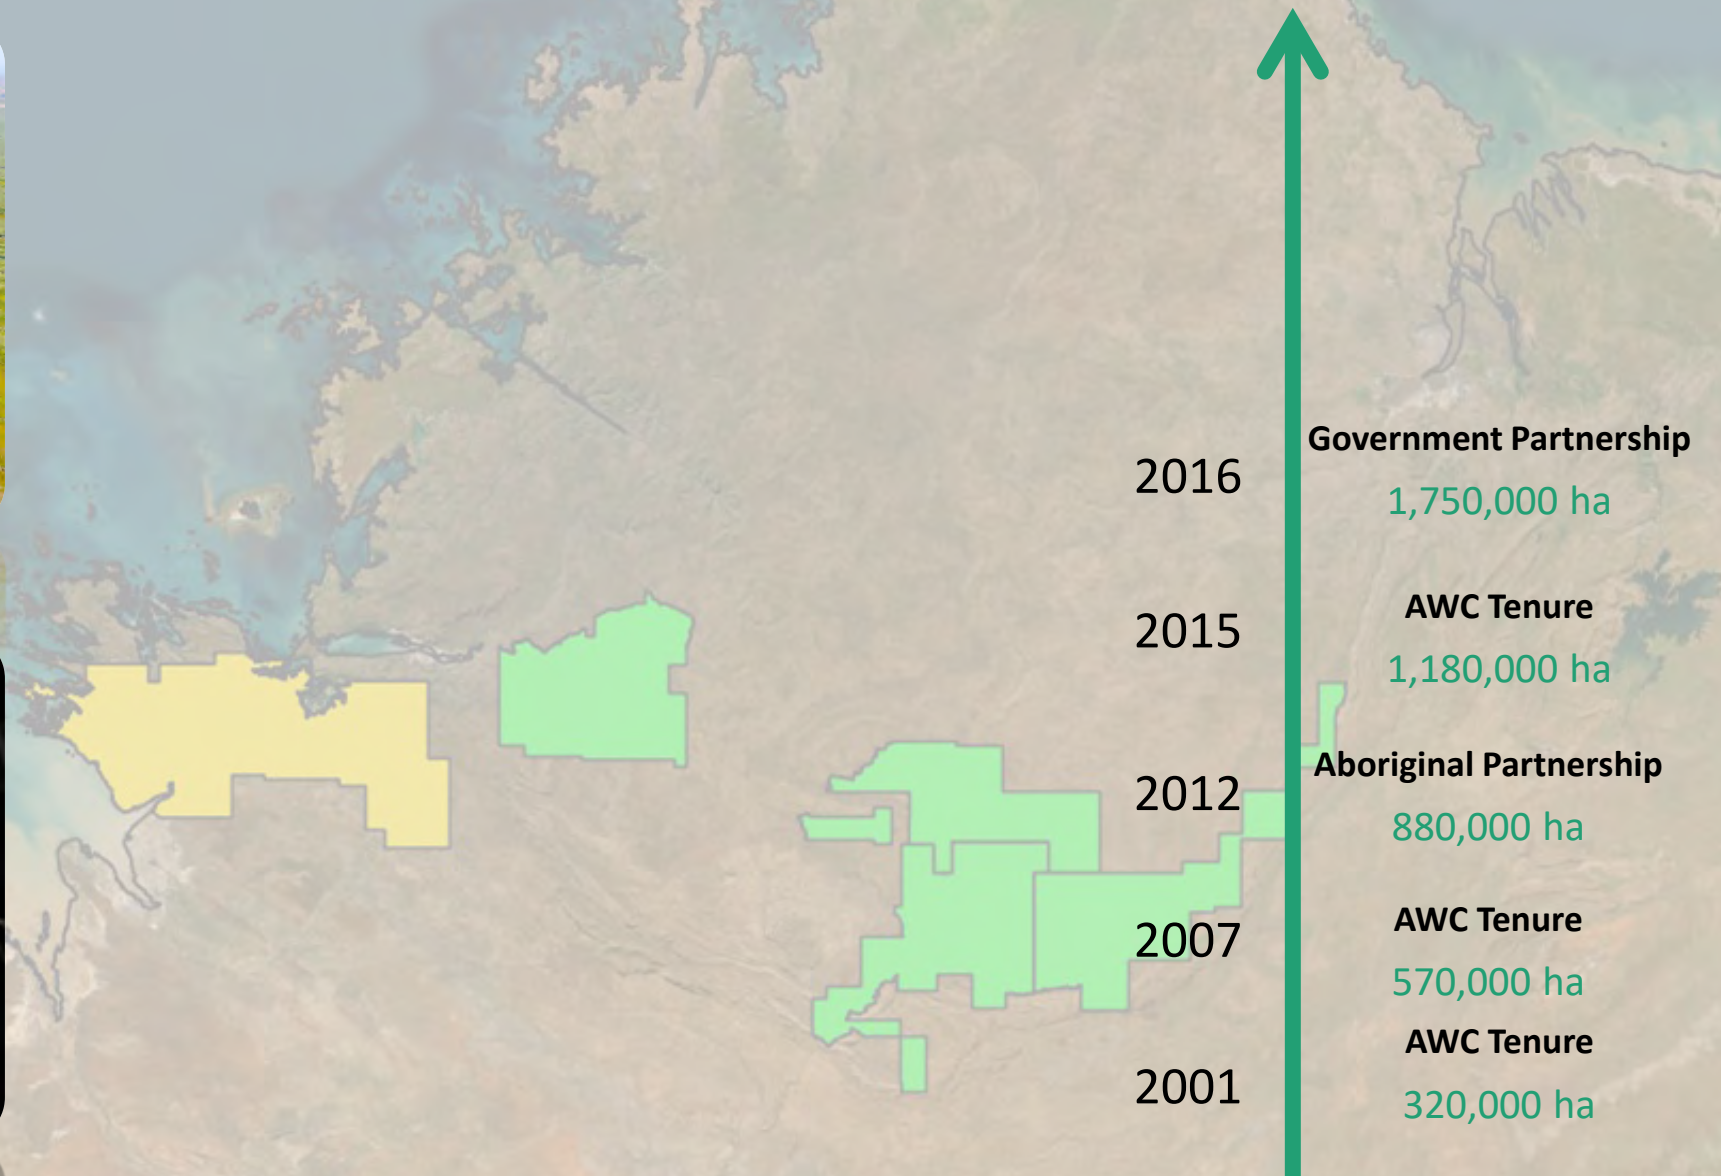 2016
Government Partnership
1,750,000 ha
2015
AWC Tenure
1,180,000 ha
2012
Aboriginal Partnership
880,000 ha
2007
AWC Tenure
570,000 ha
2001
AWC Tenure
320,000 ha